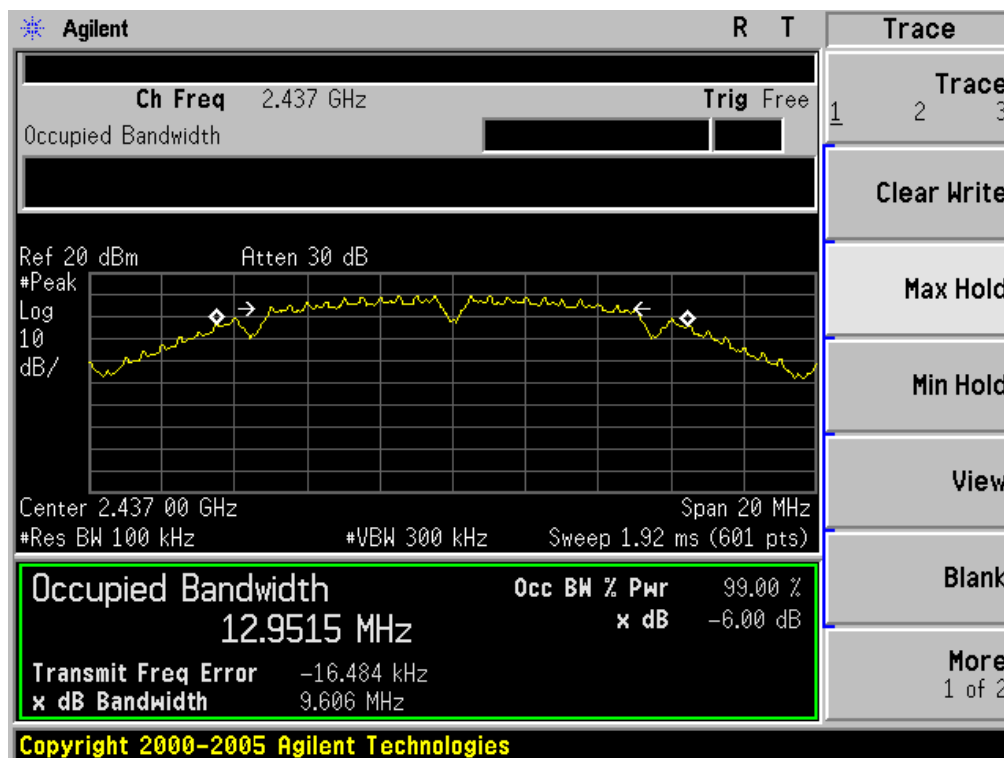 Agilent R T Trace
Ch Freq 2.437 GHz Trig Free
Occupied Bandwidth
Trace
1 2 3
Clear Write
Max Hold
Min Hold
View
Blank
More
1 of 2
Ref 20 dBm Atten 30 dB
#Peak
Log
10
dB/
Center 2.437 00 GHz Span 20 MHz
#Res BW 100 kHz #VBW 300 kHz Sweep 1.92 ms (601 pts)
Occupied Bandwidth
12.9515 MHz
Occ BW % Pwr 99.00 %
x dB -6.00 dB
Transmit Freq Error -16.484 kHz
x dB Bandwidth 9.606 MHz
Copyright 2000-2005 Agilent Technologies